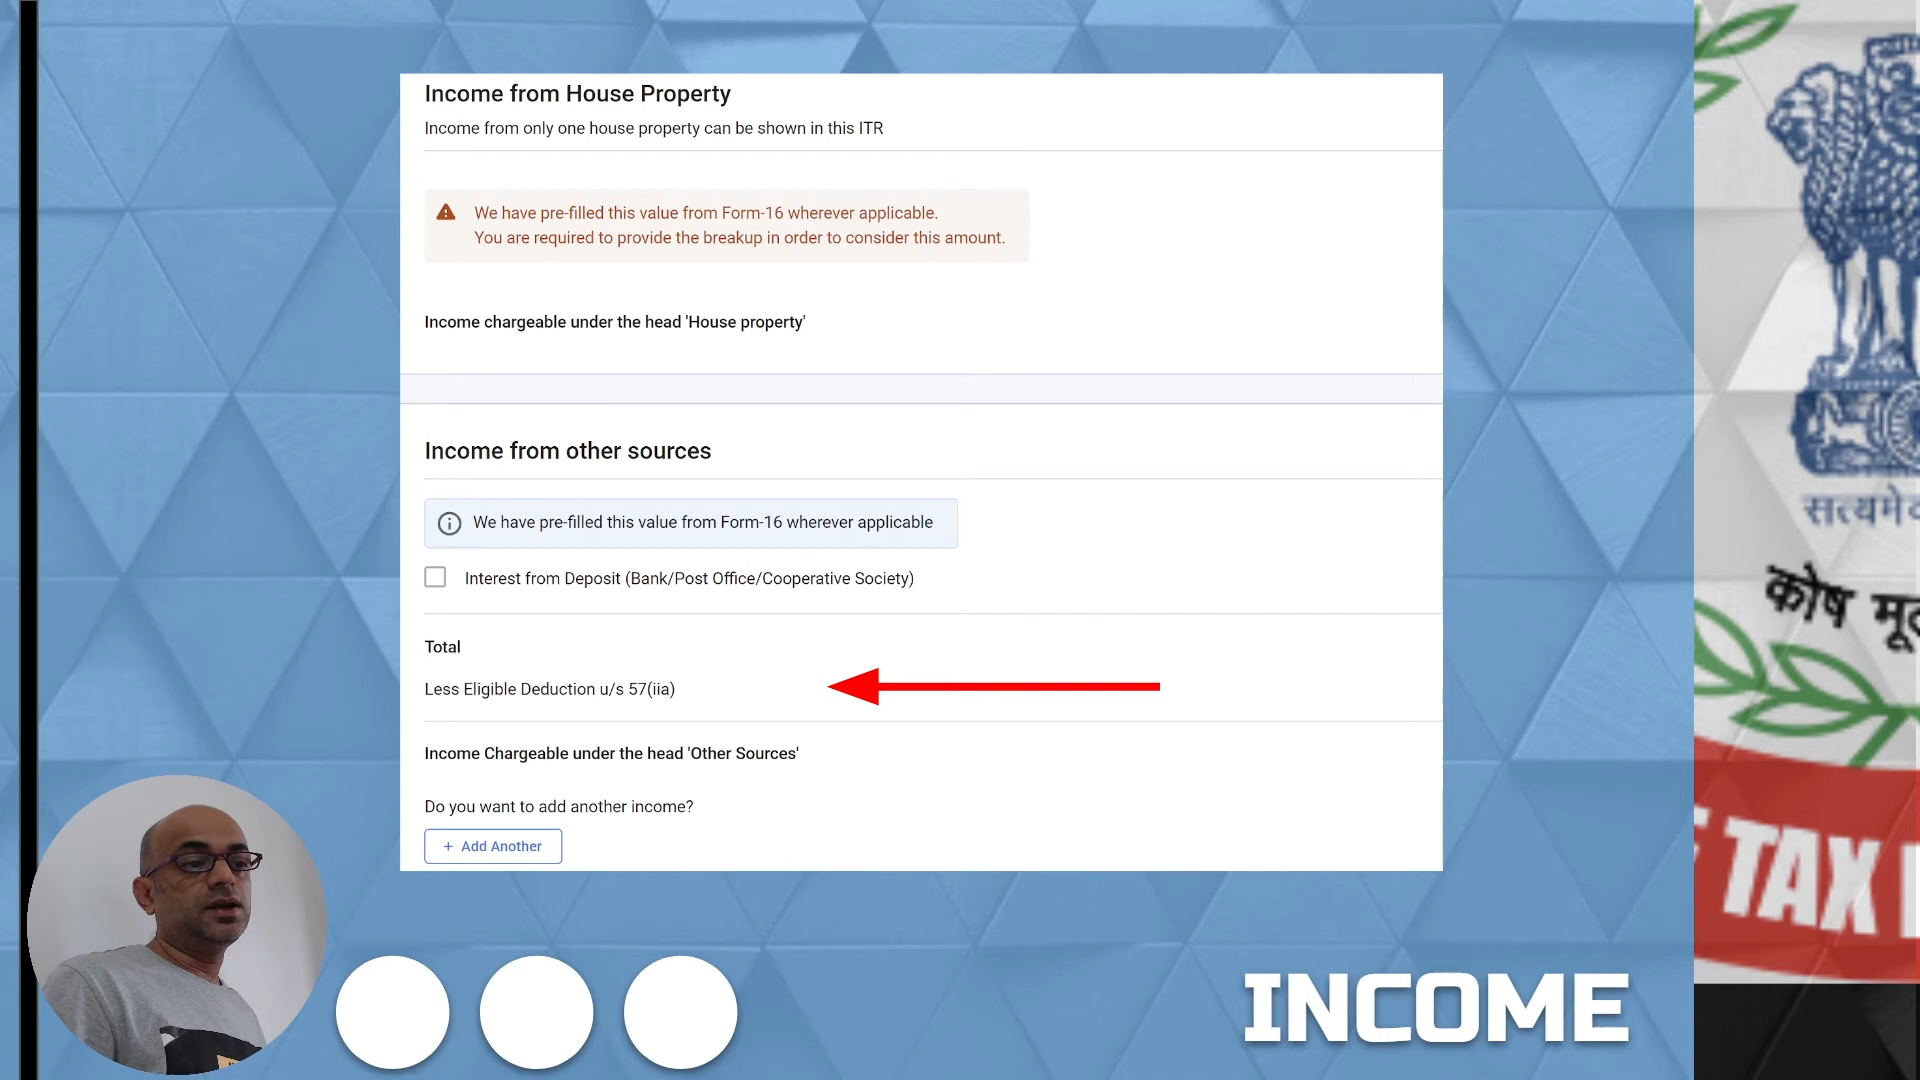 Income from House Property
Income from only one house property can be shown in this ITR
We have pre-filled this value from Form-16 wherever applicable.
You are required to provide the breakup in order to consider this amount.
Income chargeable under the head 'House property'
Income from other sources
We have pre-filled this value from Form-16 wherever applicable
Interest from Deposit (Bank/Post Office/Cooperative Society)
Total
Less Eligible Deduction u/s 57(iia)
Income Chargeable under the head 'Other Sources'
Do you want to add another income?
+ Add Another
INCOME
कोष
TAX